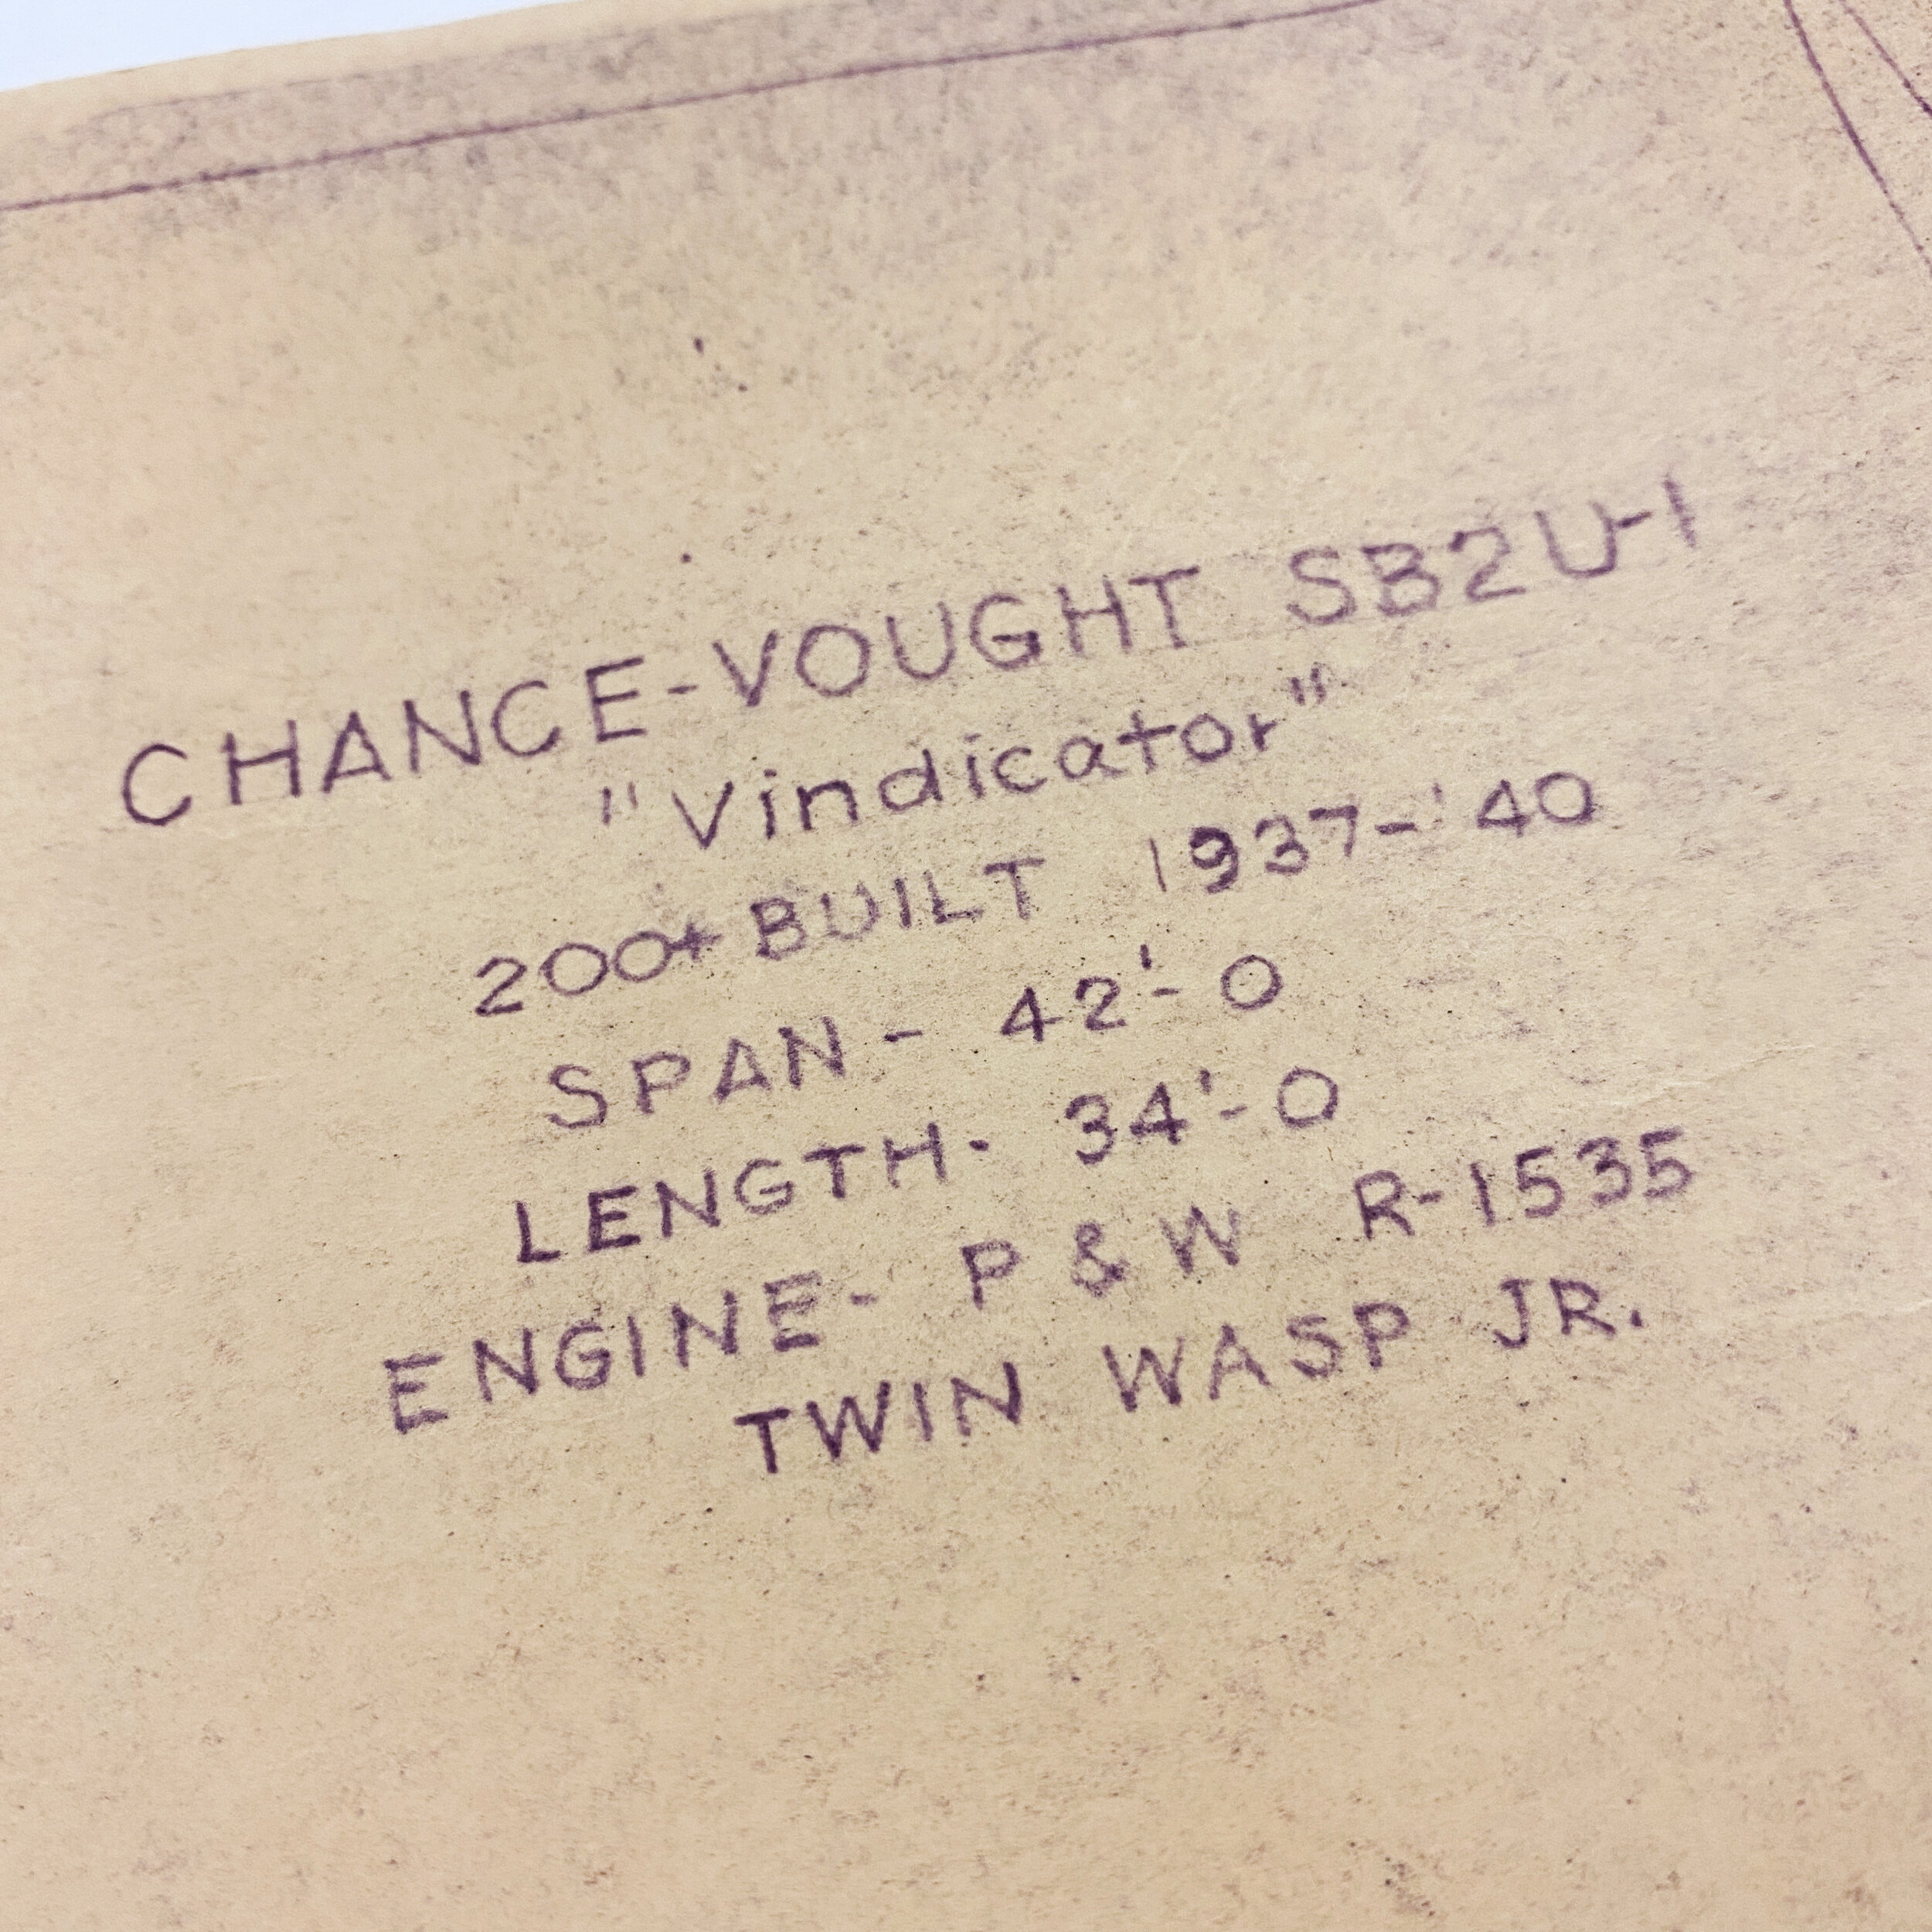 CHANCE-VOUGHT SB2U-1
"Vindicator"
200+ BUILT 1937-'40
SPAN - 42'-0
LENGTH- 34'-0
ENGINE- P & W R-1535
TWIN WASP JR.